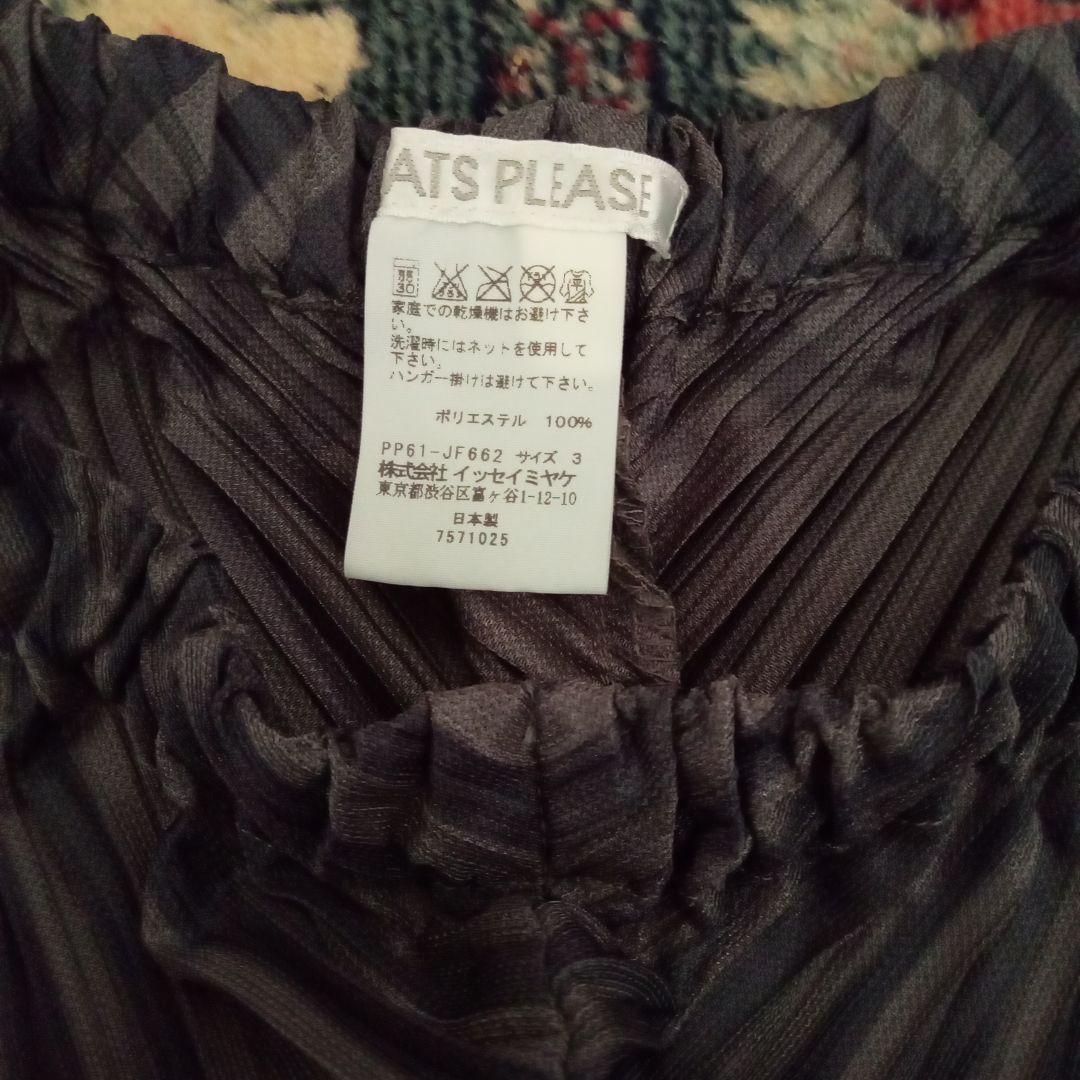 ATS PLEASE
弱 30
家庭での乾燥機はお避け下さ
い。
洗濯時にはネットを使用して
下さい。
ハンガー掛けは避けて下さい。
ポリエステル 100%
PP61-JF662 サイズ 3
株式会社 イッセイミヤケ
東京都渋谷区富ヶ谷1-12-10
日本製
7571025